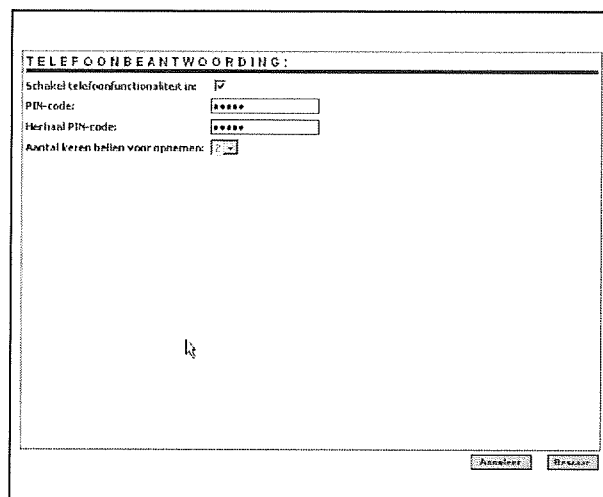 TELEFOONBEANTWOORDING:
Schakel telefoonfunctionaliteit in:
PIN-code: •••••
Herhaal PIN-code: •••••
Aantal keren bellen voor opnemen: 2
Annuleer Bewaar